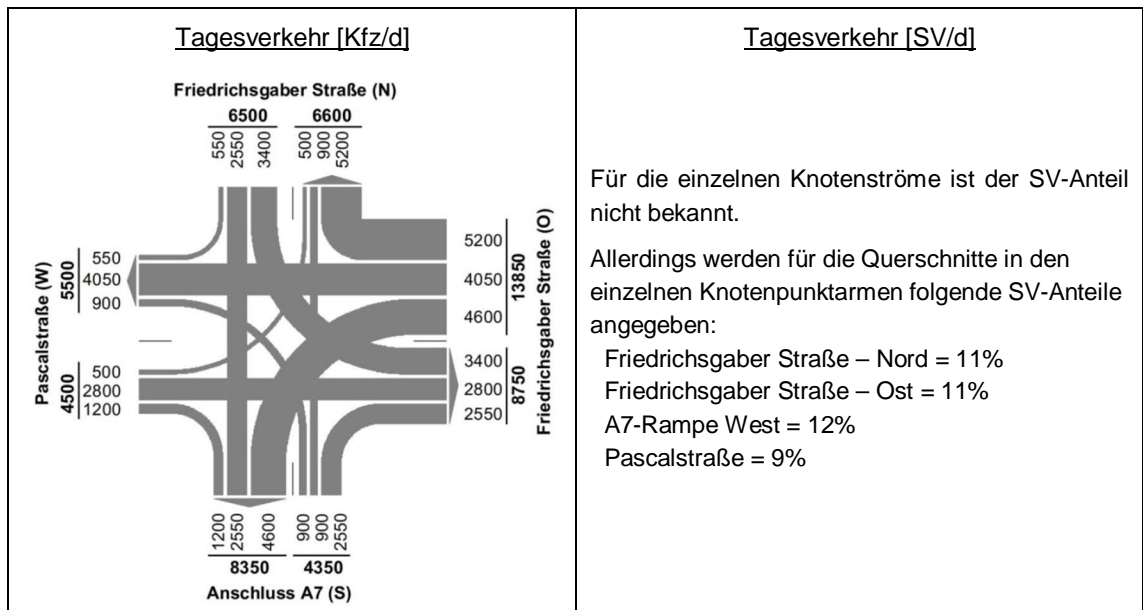 Tagesverkehr [Kfz/d]
Friedrichsgaber Straße (N)
6500 6600
550 2550 3400 500 900 5200
Pascalstraße (W)
5500
550
4050
900
4500
500
2800
1200
5200
4050
4600
13850
3400
2800
2550
8750
Friedrichsgaber Straße (O)
1200 2550 4600 900 900 2550
8350 4350
Anschluss A7 (S)
Tagesverkehr [SV/d]
Für die einzelnen Knotenströme ist der SV-Anteil
nicht bekannt.
Allerdings werden für die Querschnitte in den
einzelnen Knotenpunktarmen folgende SV-Anteile
angegeben:
Friedrichsgaber Straße – Nord = 11%
Friedrichsgaber Straße – Ost = 11%
A7-Rampe West = 12%
Pascalstraße = 9%